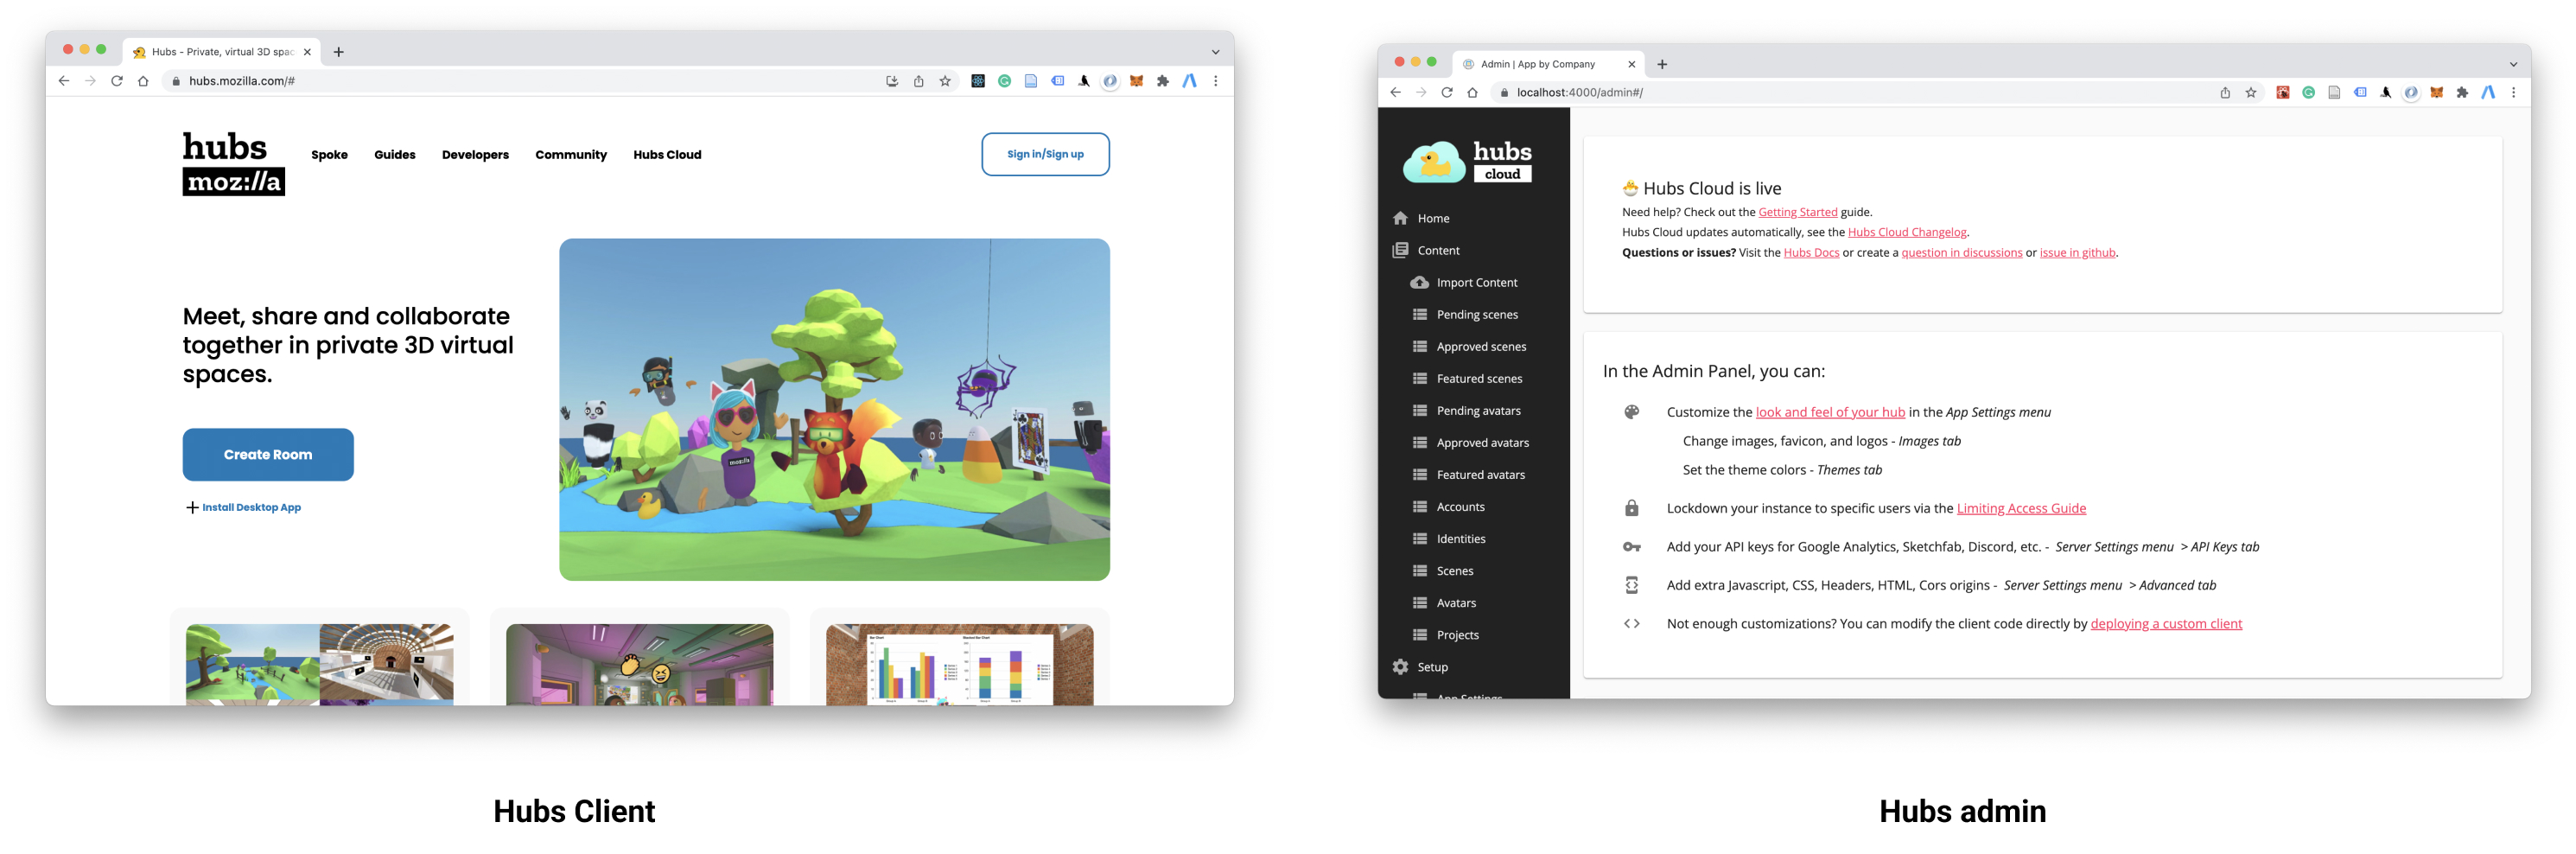 Hubs - Private, virtual 3D spac
hubs.mozilla.com/#
hubs
moz://a
Spoke
Guides
Developers
Community
Hubs Cloud
Sign in/Sign up
Meet, share and collaborate
together in private 3D virtual
spaces.
Create Room
Install Desktop App
moz://a
Hubs Client
Admin | App by Company
localhost:4000/admin#/
hubs
cloud
Home
Content
Import Content
Pending scenes
Approved scenes
Featured scenes
Pending avatars
Approved avatars
Featured avatars
Accounts
Identities
Scenes
Avatars
Projects
Setup
App Settings
🐣 Hubs Cloud is live
Need help? Check out the Getting Started guide.
Hubs Cloud updates automatically, see the Hubs Cloud Changelog.
Questions or issues? Visit the Hubs Docs or create a question in discussions or issue in github.
In the Admin Panel, you can:
Customize the look and feel of your hub in the App Settings menu
Change images, favicon, and logos - Images tab
Set the theme colors - Themes tab
Lockdown your instance to specific users via the Limiting Access Guide
Add your API keys for Google Analytics, Sketchfab, Discord, etc. - Server Settings menu > API Keys tab
Add extra Javascript, CSS, Headers, HTML, Cors origins - Server Settings menu > Advanced tab
Not enough customizations? You can modify the client code directly by deploying a custom client
Hubs admin